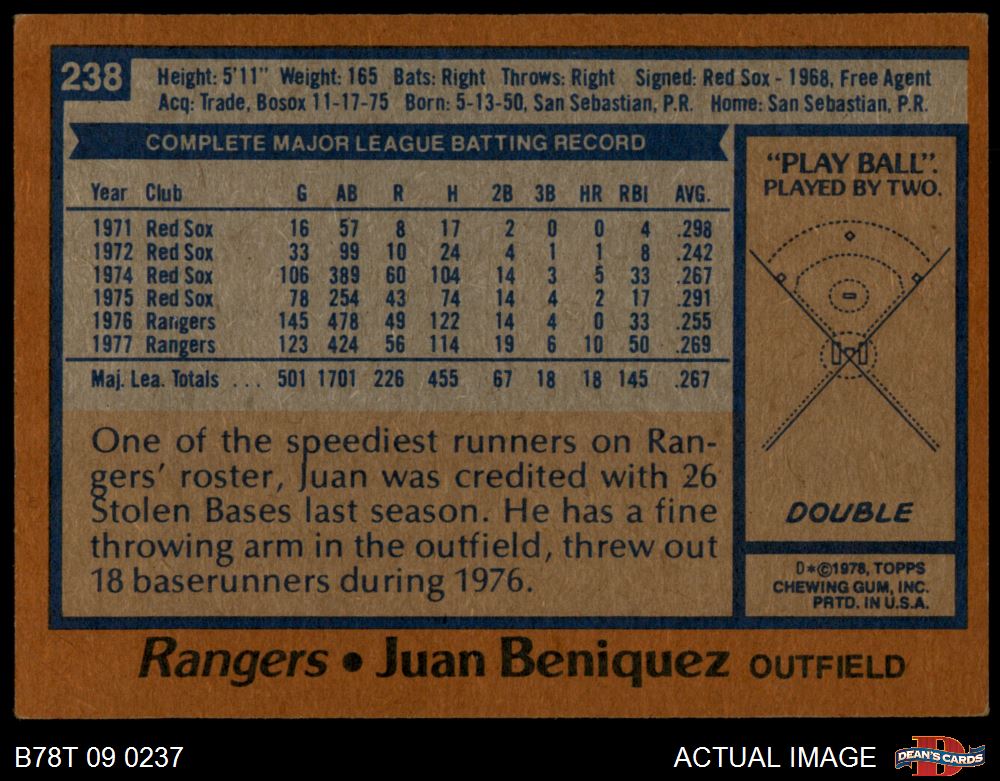 238
Height: 5'11" Weight: 165 Bats: Right Throws: Right Signed: Red Sox - 1968, Free Agent
Acq: Trade, Bosox 11-17-75 Born: 5-13-50, San Sebastian, P.R. Home: San Sebastian, P.R.
COMPLETE MAJOR LEAGUE BATTING RECORD
Year Club G AB R H 2B 3B HR RBI AVG.
1971 Red Sox 16 57 8 17 2 0 0 4 .298
1972 Red Sox 33 99 10 24 4 1 1 8 .242
1974 Red Sox 106 389 60 104 14 3 5 33 .267
1975 Red Sox 78 254 43 74 14 4 2 17 .291
1976 Rangers 145 478 49 122 14 4 0 33 .255
1977 Rangers 123 424 56 114 19 6 10 50 .269
Maj. Lea. Totals ... 501 1701 226 455 67 18 18 145 .267
One of the speediest runners on Ran-
gers' roster, Juan was credited with 26
Stolen Bases last season. He has a fine
throwing arm in the outfield, threw out
18 baserunners during 1976.
"PLAY BALL".
PLAYED BY TWO.
DOUBLE
D*©1978, TOPPS
CHEWING GUM, INC.
PRTD. IN U.S.A.
Rangers • Juan Beniquez OUTFIELD
B78T 09 0237
ACTUAL IMAGE
D
DEAN'S CARDS